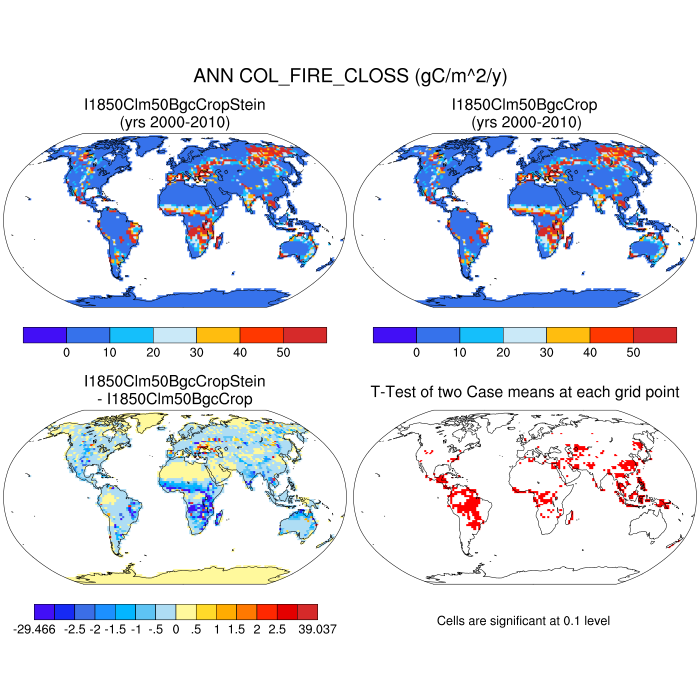 ANN COL_FIRE_CLOSS (gC/m^2/y)
I1850Clm50BgcCropStein
(yrs 2000-2010)
I1850Clm50BgcCrop
(yrs 2000-2010)
0 10 20 30 40 50
0 10 20 30 40 50
I1850Clm50BgcCropStein
- I1850Clm50BgcCrop
T-Test of two Case means at each grid point
-29.466 -2.5 -2 -1.5 -1 -.5 0 .5 1 1.5 2 2.5 39.037
Cells are significant at 0.1 level